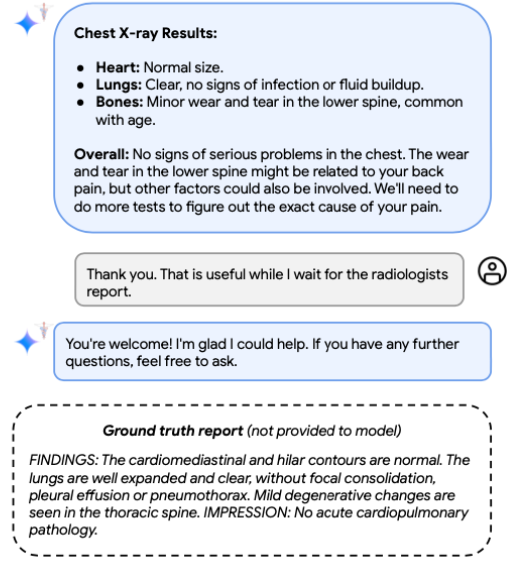 Chest X-ray Results:
● Heart: Normal size.
● Lungs: Clear, no signs of infection or fluid buildup.
● Bones: Minor wear and tear in the lower spine, common
with age.
Overall: No signs of serious problems in the chest. The wear
and tear in the lower spine might be related to your back
pain, but other factors could also be involved. We'll need to
do more tests to figure out the exact cause of your pain.
Thank you. That is useful while I wait for the radiologists
report.
You're welcome! I'm glad I could help. If you have any further
questions, feel free to ask.
Ground truth report (not provided to model)
FINDINGS: The cardiomediastinal and hilar contours are normal. The
lungs are well expanded and clear, without focal consolidation,
pleural effusion or pneumothorax. Mild degenerative changes are
seen in the thoracic spine. IMPRESSION: No acute cardiopulmonary
pathology.